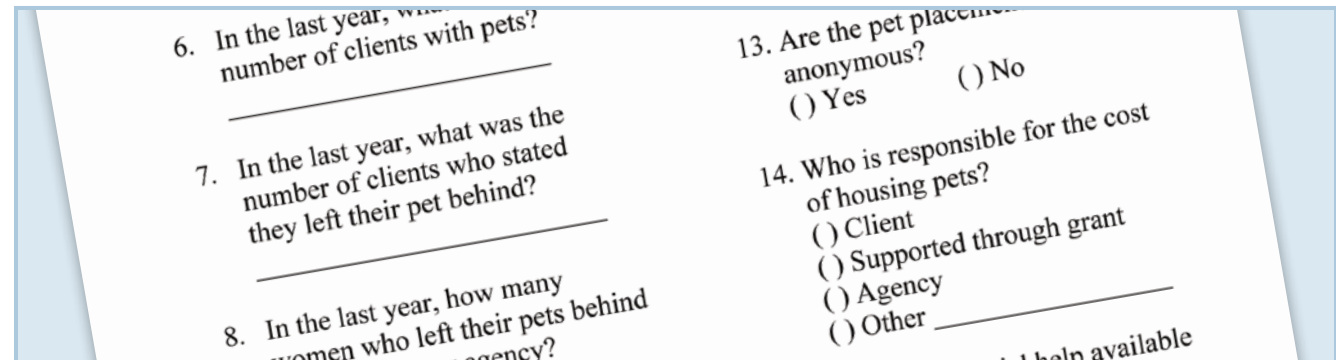 6. In the last year,
number of clients with pets?
7. In the last year, what was the
number of clients who stated
they left their pet behind?
8. In the last year, how many
women who left their pets behind
agency?
13. Are the pet
anonymous?
( ) Yes ( ) No
14. Who is responsible for the cost
of housing pets?
( ) Client
( ) Supported through grant
( ) Agency
( ) Other
help available